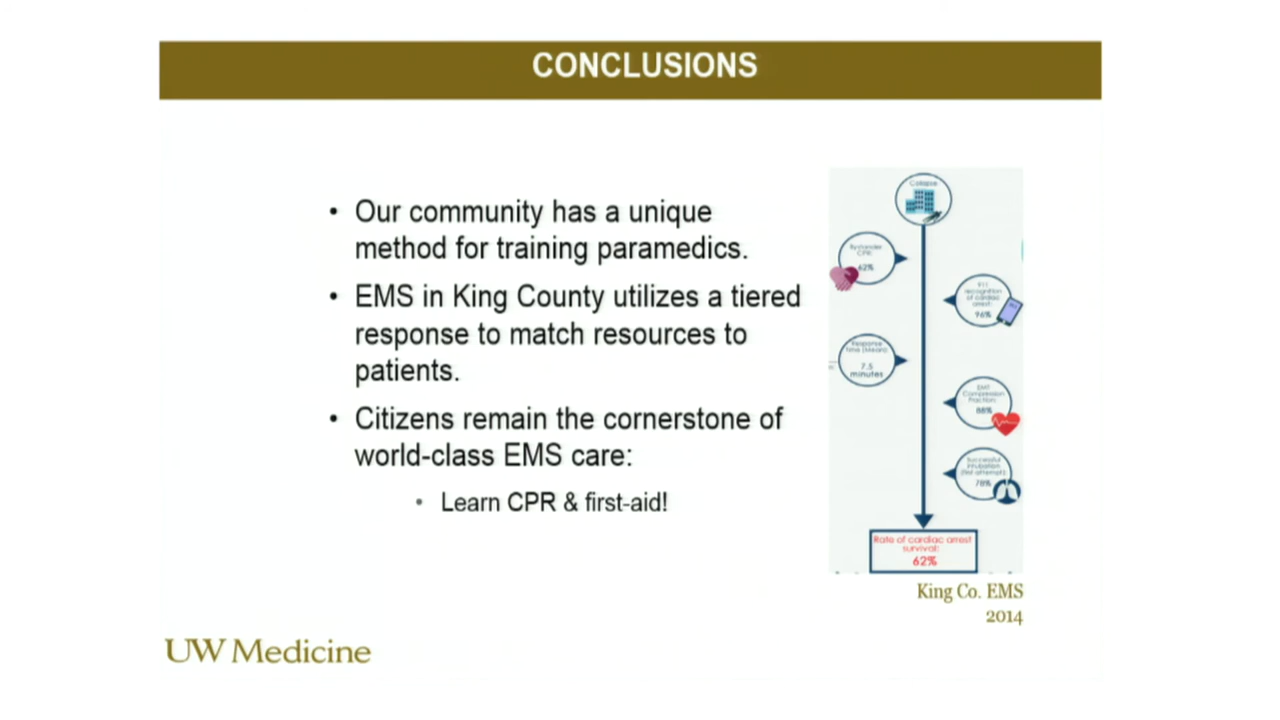 CONCLUSIONS
• Our community has a unique
method for training paramedics.
• EMS in King County utilizes a tiered
response to match resources to
patients.
• Citizens remain the cornerstone of
world-class EMS care:
• Learn CPR & first-aid!
Collapse
Bystander
CPR:
62%
911
recognition
of cardiac
arrest:
96%
Response
time (Mean):
7.5
minutes
EMT
Compression
Fraction:
88%
Successful
intubation
(first attempt):
78%
Rate of cardiac arrest
survival:
62%
King Co. EMS
2014
UW Medicine